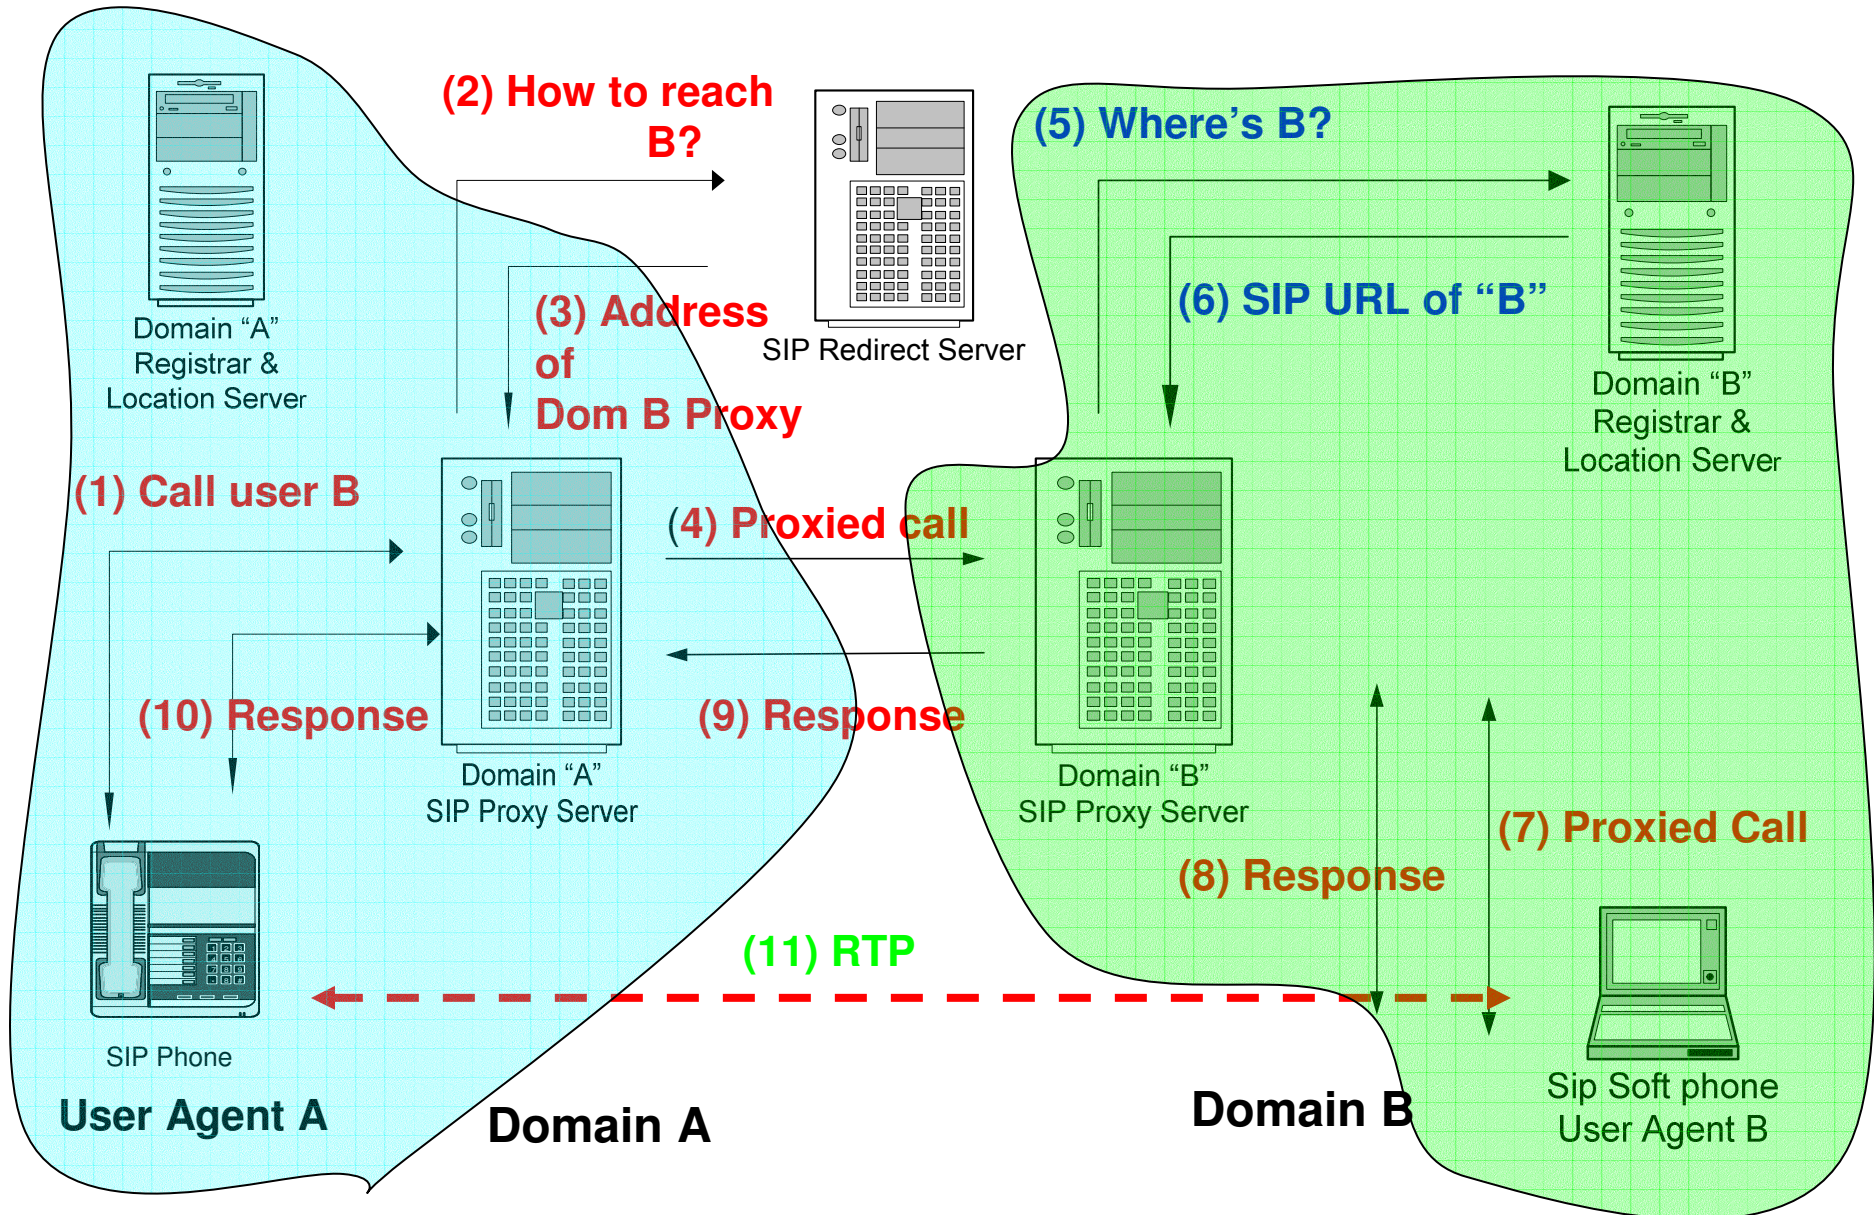 (2) How to reach
B?
(5) Where's B?
(3) Address
of
Dom B Proxy
(6) SIP URL of “B”
Domain “A”
Registrar &
Location Server
SIP Redirect Server
Domain “B”
Registrar &
Location Server
(1) Call user B
(4) Proxied call
(10) Response
(9) Response
Domain “A”
SIP Proxy Server
Domain “B”
SIP Proxy Server
(7) Proxied Call
(8) Response
(11) RTP
SIP Phone
User Agent A
Domain A
Domain B
Sip Soft phone
User Agent B